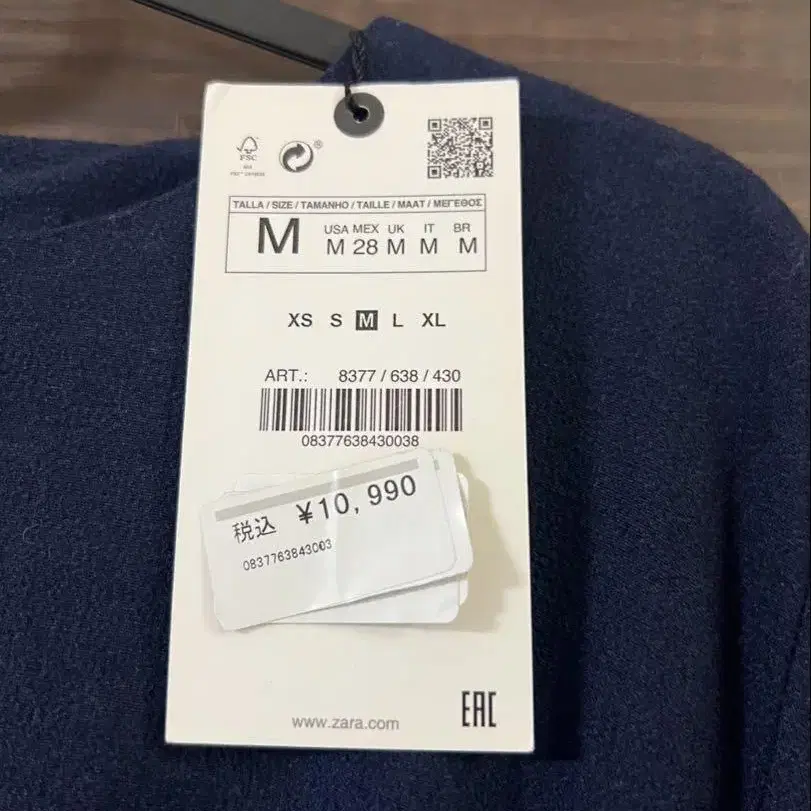 FSC
®
TALLA / SIZE / TAMANHO / TAILLE / MAAT / ΜΕΓΕΘΟΣ
M
USA MEX UK IT BR
M 28 M M M
XS S M L XL
ART.: 8377 / 638 / 430
08377638430038
税込 ¥10,990
0837763843003
www.zara.com
EAC